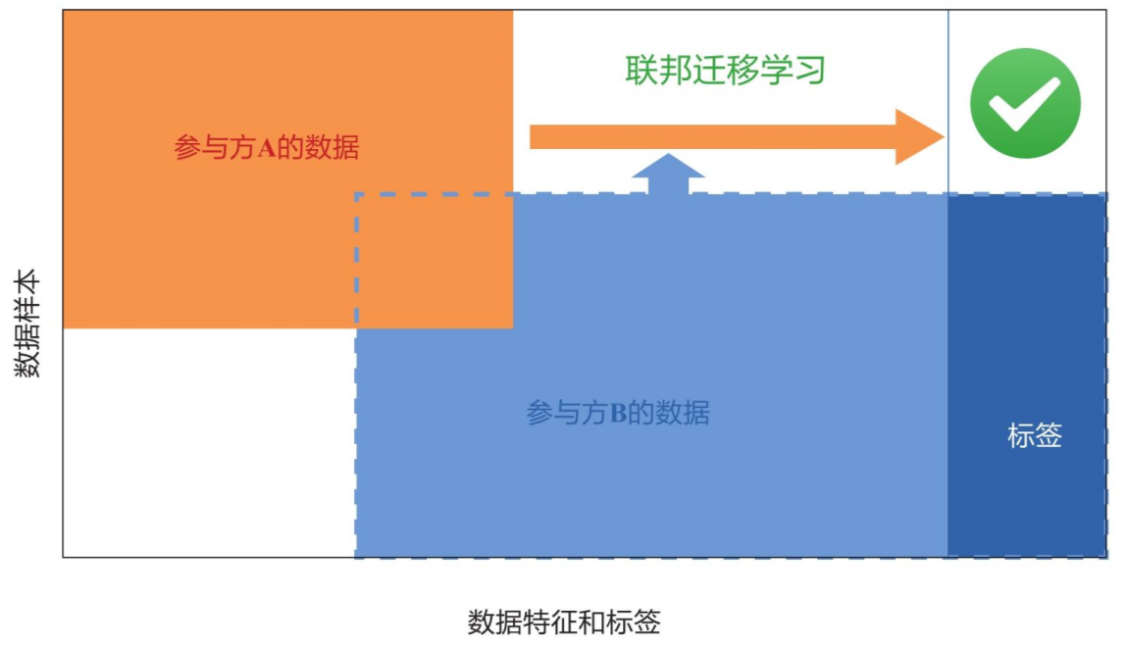 联邦迁移学习
参与方A的数据
数据样本
参与方B的数据
标签
数据特征和标签